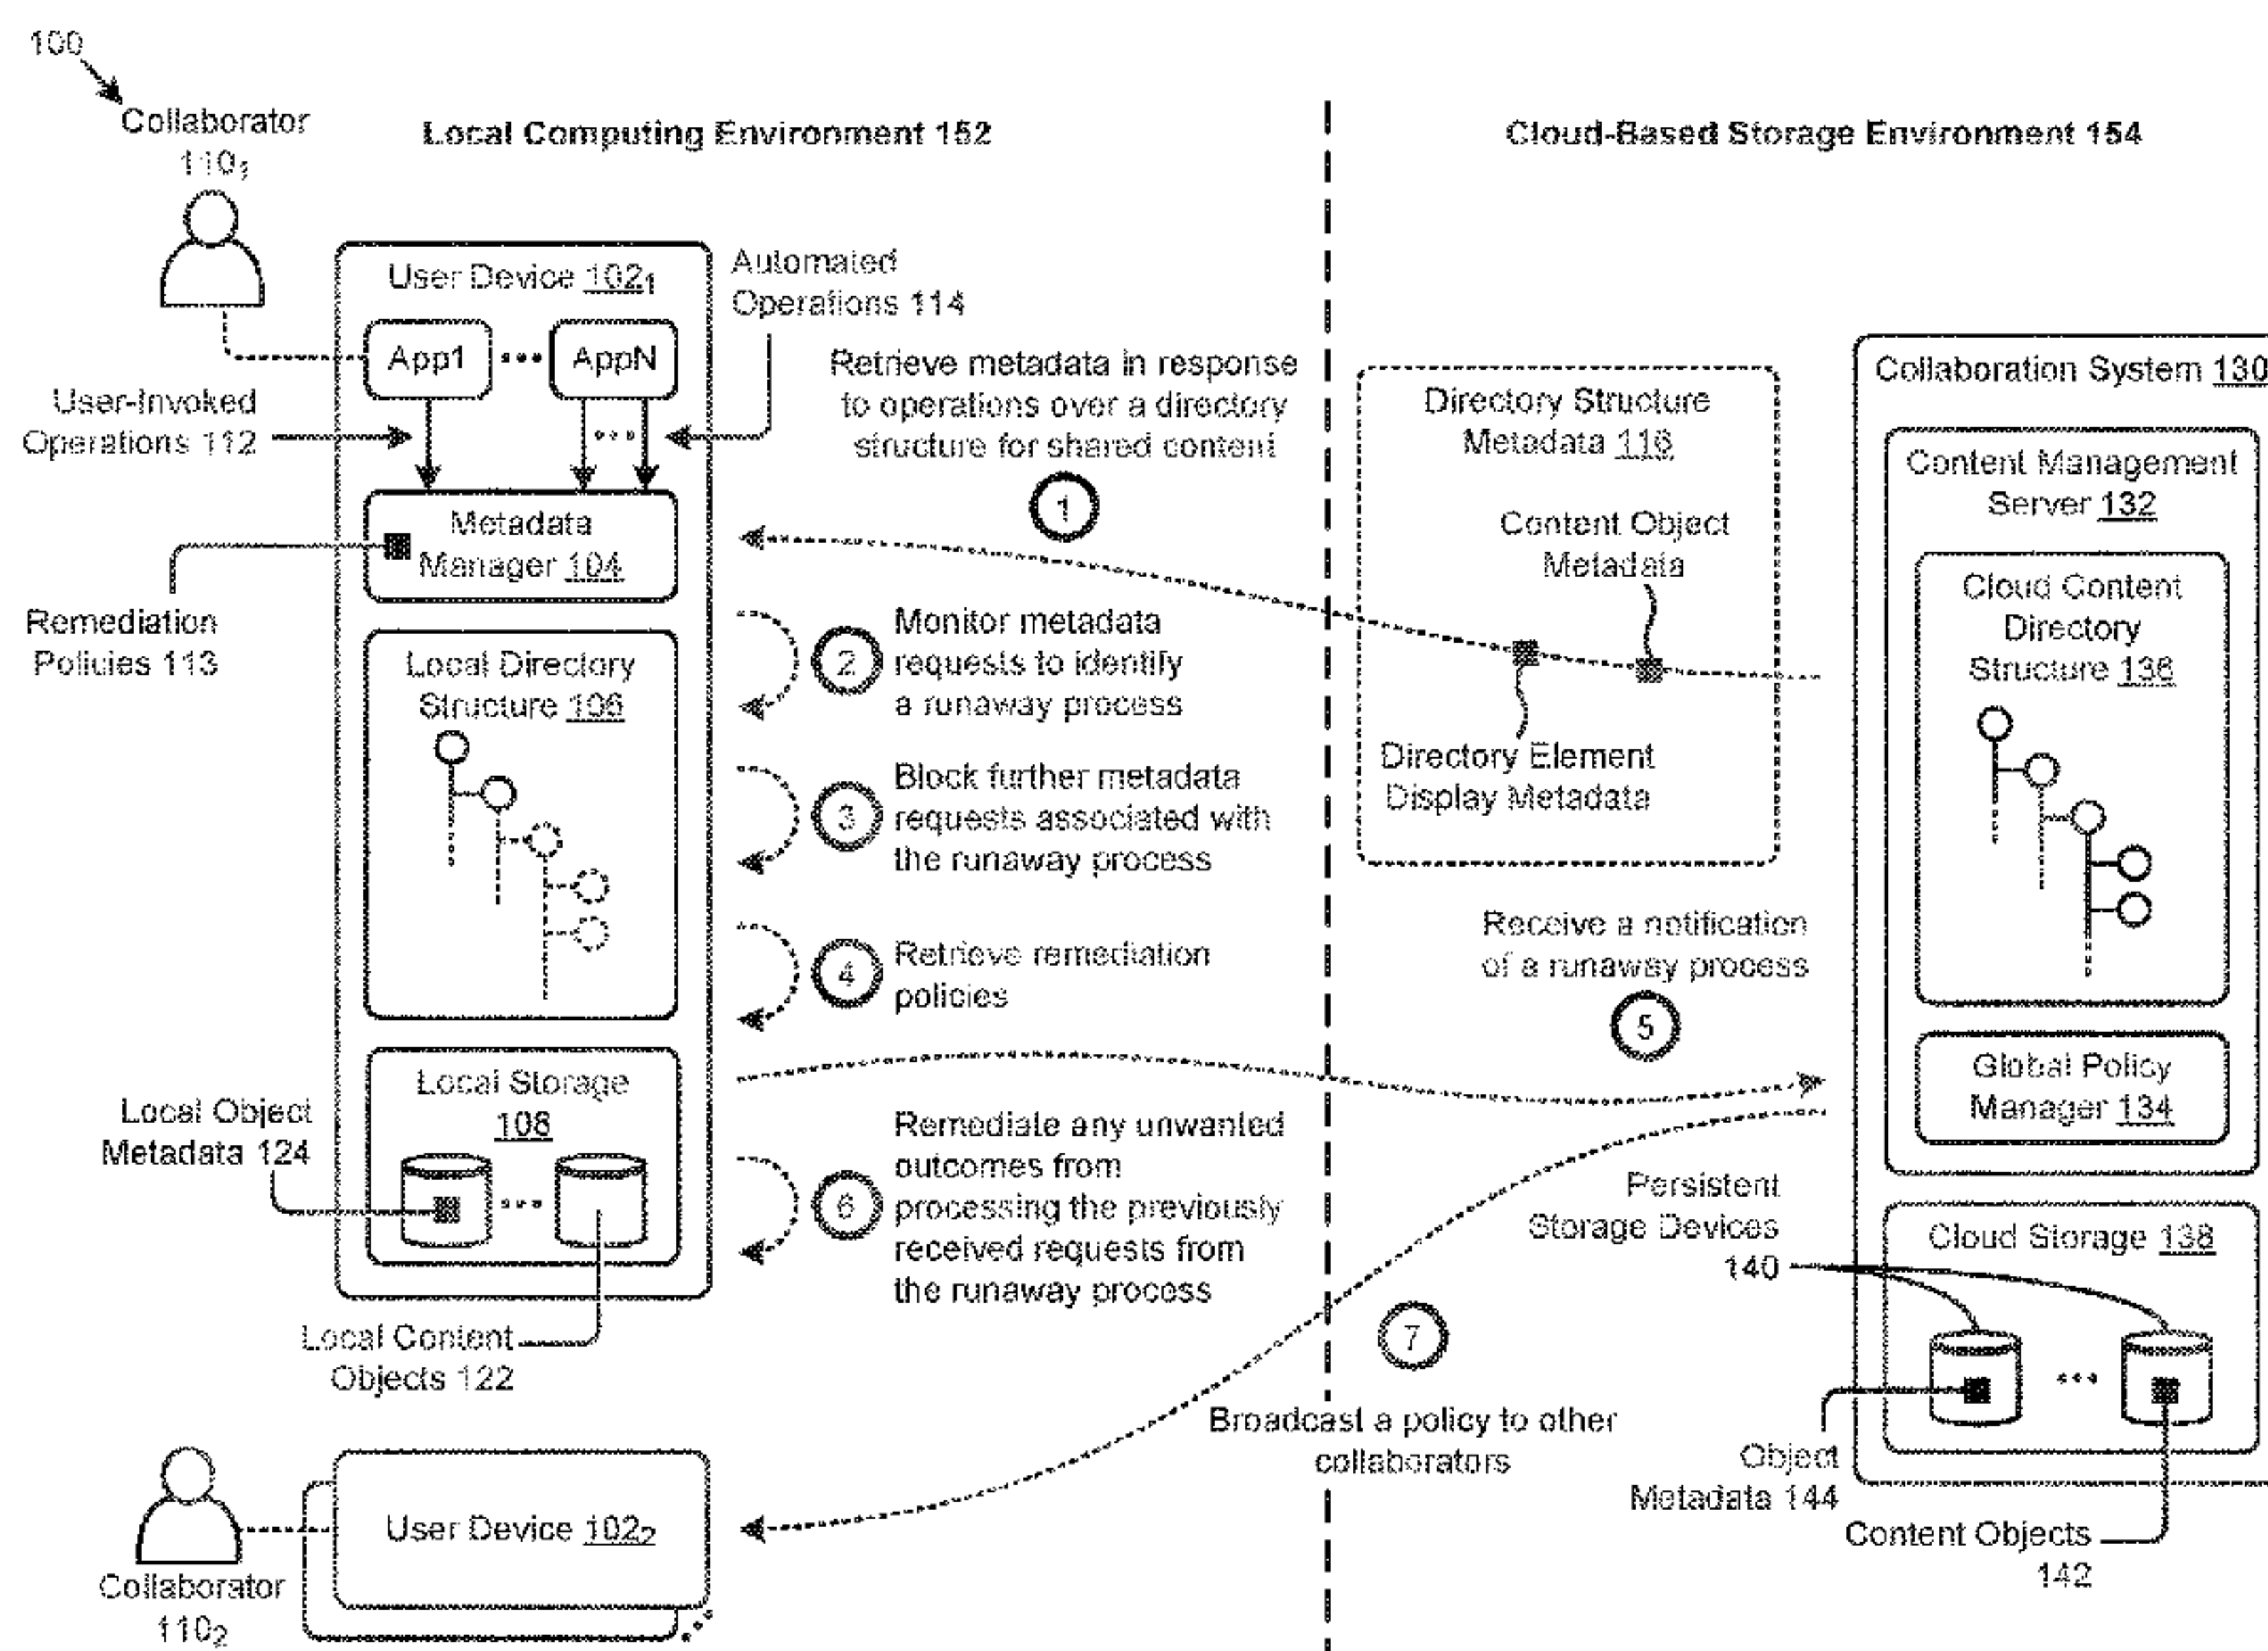 100
Collaborator
110₁
Local Computing Environment 152
Cloud-Based Storage Environment 154
User Device 102₁
App1
AppN
Automated
Operations 114
User-Invoked
Operations 112
Metadata
Manager 104
Remediation
Policies 113
Local Directory
Structure 106
Local Storage
108
Local Object
Metadata 124
Local Content
Objects 122
Retrieve metadata in response
to operations over a directory
structure for shared content
1
2
Monitor metadata
requests to identify
a runaway process
3
Block further metadata
requests associated with
the runaway process
4
Retrieve remediation
policies
Receive a notification
of a runaway process
5
6
Remediate any unwanted
outcomes from
processing the previously
received requests from
the runaway process
7
Broadcast a policy to other
collaborators
Directory Structure
Metadata 116
Content Object
Metadata
Directory Element
Display Metadata
Collaboration System 130
Content Management
Server 132
Cloud Content
Directory
Structure 136
Global Policy
Manager 134
Persistent
Storage Devices
140
Cloud Storage 138
Object
Metadata 144
Content Objects
142
User Device 102₂
Collaborator
110₂